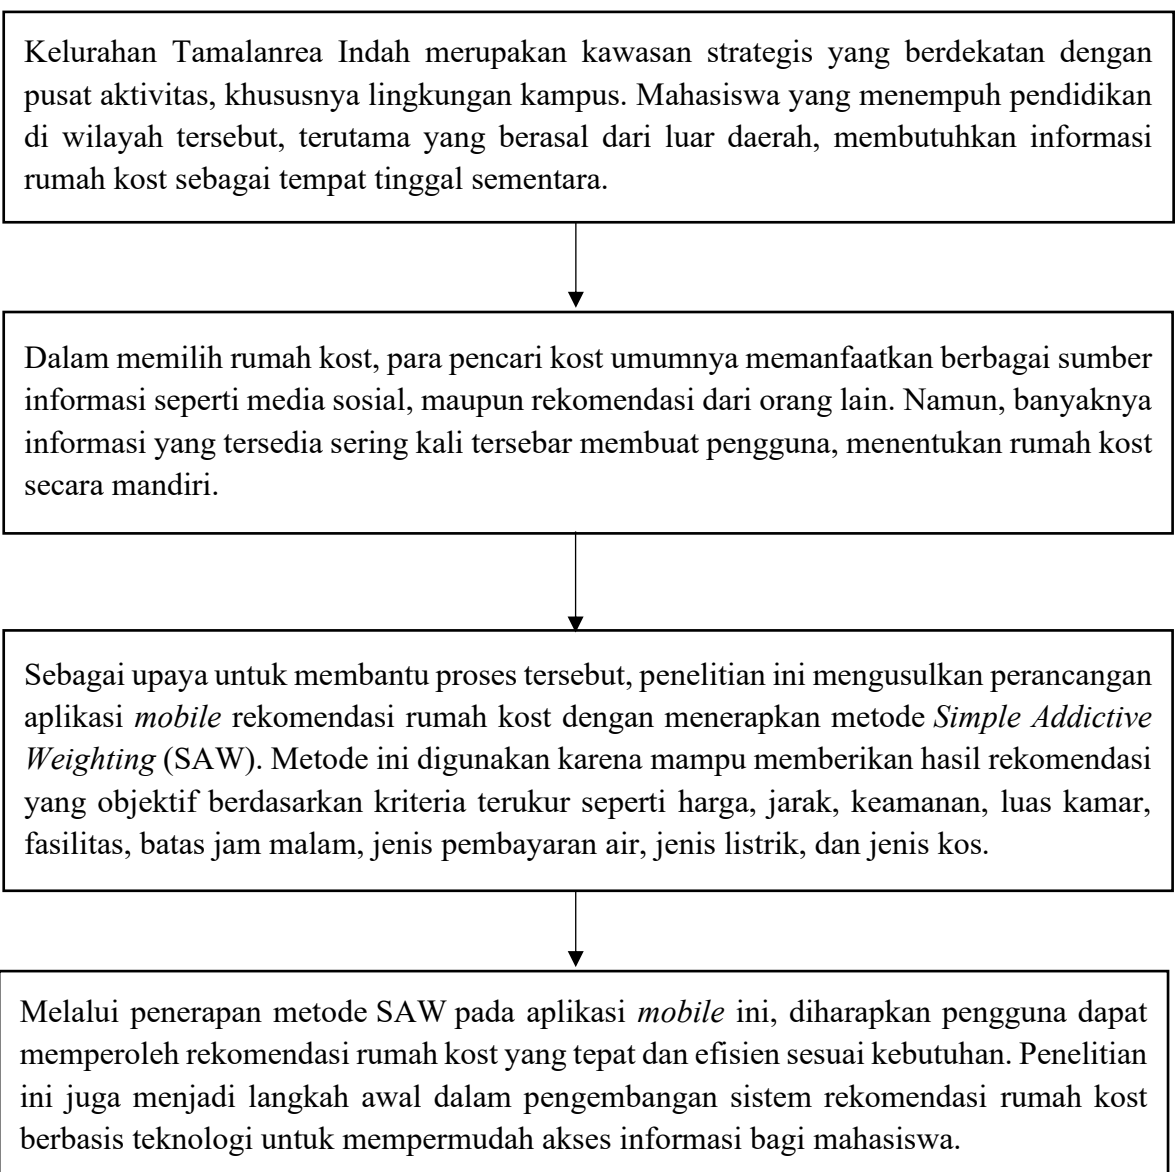 Kelurahan Tamalanrea Indah merupakan kawasan strategis yang berdekatan dengan
pusat aktivitas, khususnya lingkungan kampus. Mahasiswa yang menempuh pendidikan
di wilayah tersebut, terutama yang berasal dari luar daerah, membutuhkan informasi
rumah kost sebagai tempat tinggal sementara.
Dalam memilih rumah kost, para pencari kost umumnya memanfaatkan berbagai sumber
informasi seperti media sosial, maupun rekomendasi dari orang lain. Namun, banyaknya
informasi yang tersedia sering kali tersebar membuat pengguna, menentukan rumah kost
secara mandiri.
Sebagai upaya untuk membantu proses tersebut, penelitian ini mengusulkan perancangan
aplikasi mobile rekomendasi rumah kost dengan menerapkan metode Simple Addictive
Weighting (SAW). Metode ini digunakan karena mampu memberikan hasil rekomendasi
yang objektif berdasarkan kriteria terukur seperti harga, jarak, keamanan, luas kamar,
fasilitas, batas jam malam, jenis pembayaran air, jenis listrik, dan jenis kos.
Melalui penerapan metode SAW pada aplikasi mobile ini, diharapkan pengguna dapat
memperoleh rekomendasi rumah kost yang tepat dan efisien sesuai kebutuhan. Penelitian
ini juga menjadi langkah awal dalam pengembangan sistem rekomendasi rumah kost
berbasis teknologi untuk mempermudah akses informasi bagi mahasiswa.